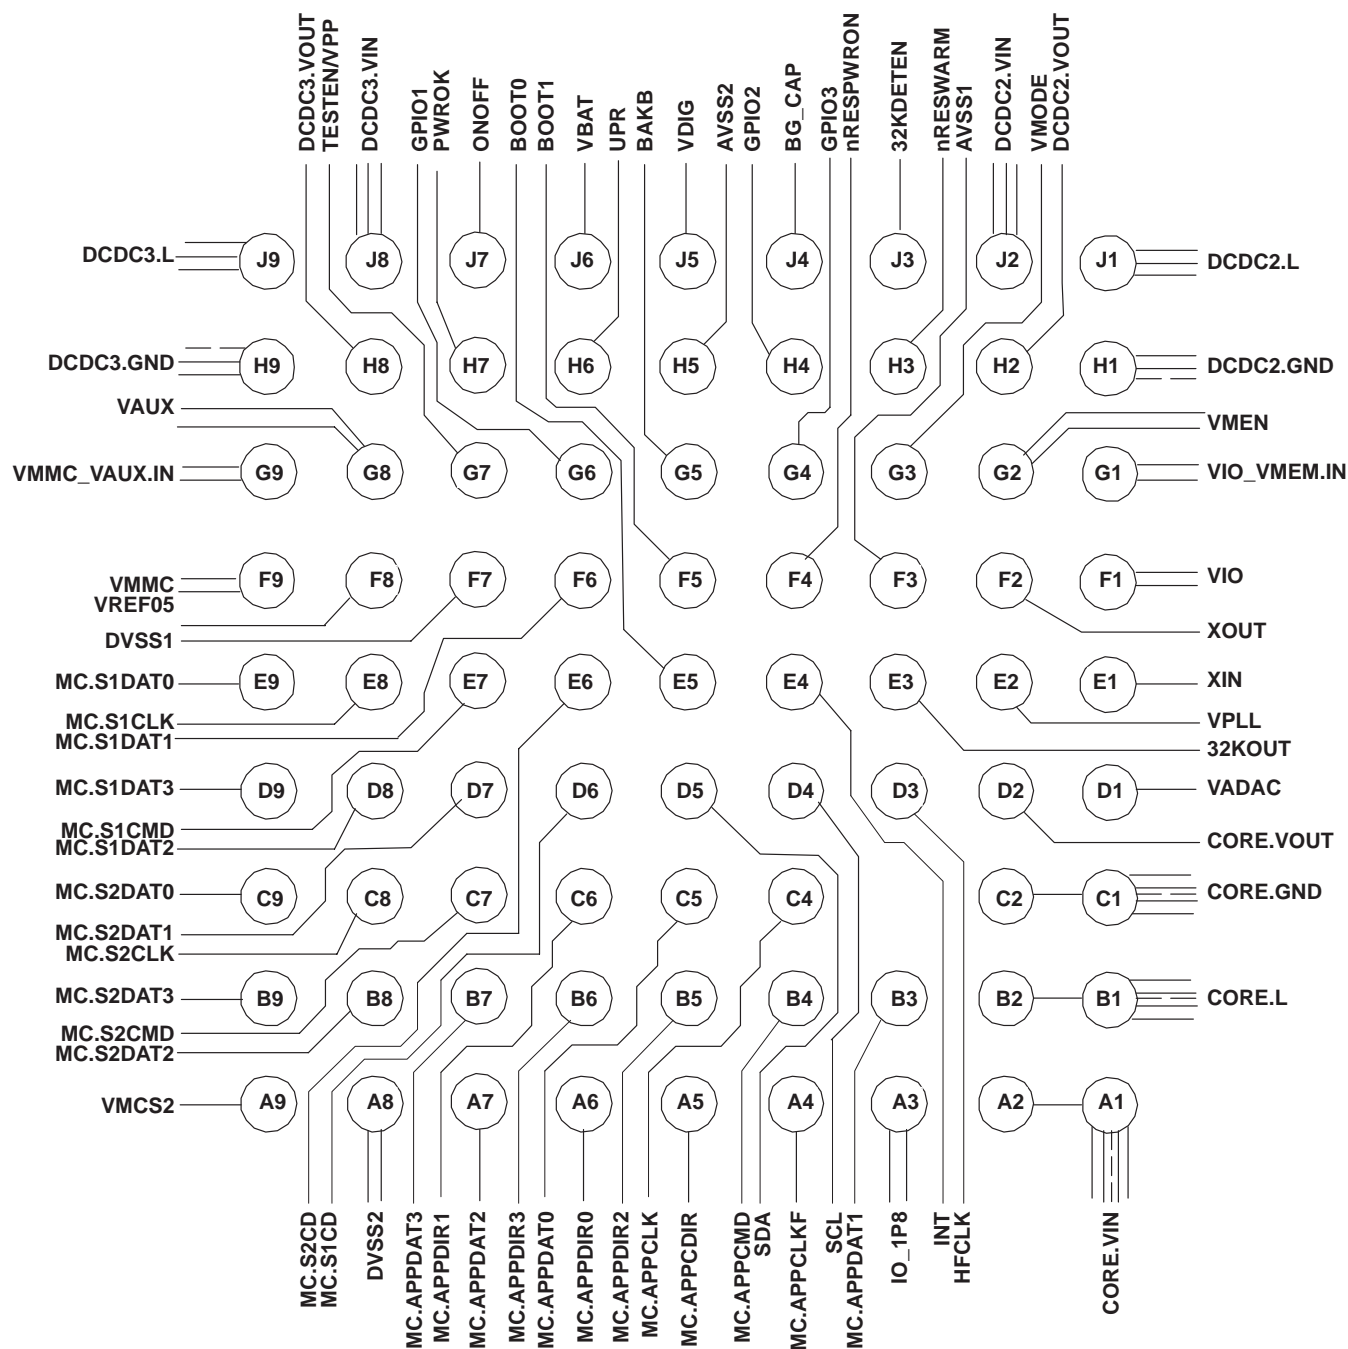 DCDC3.VOUT
TESTEN/VPP
DCDC3.VIN
GPIO1
PWROK
ONOFF
BOOT0
BOOT1
VBAT
UPR
BAKB
VDIG
AVSS2
GPIO2
BG_CAP
GPIO3
nRESPWRON
32KDETEN
nRESWARM
AVSS1
DCDC2.VIN
VMODE
DCDC2.VOUT
DCDC3.L J9 J8 J7 J6 J5 J4 J3 J2 J1 DCDC2.L
DCDC3.GND H9 H8 H7 H6 H5 H4 H3 H2 H1 DCDC2.GND
VAUX
VMEN
VMMC_VAUX.IN G9 G8 G7 G6 G5 G4 G3 G2 G1 VIO_VMEM.IN
VMMC F9 F8 F7 F6 F5 F4 F3 F2 F1 VIO
VREF05
DVSS1
XOUT
MC.S1DAT0 E9 E8 E7 E6 E5 E4 E3 E2 E1 XIN
MC.S1CLK
VPLL
MC.S1DAT1
32KOUT
MC.S1DAT3 D9 D8 D7 D6 D5 D4 D3 D2 D1 VADAC
MC.S1CMD
MC.S1DAT2
CORE.VOUT
MC.S2DAT0 C9 C8 C7 C6 C5 C4 C2 C1 CORE.GND
MC.S2DAT1
MC.S2CLK
MC.S2DAT3 B9 B8 B7 B6 B5 B4 B3 B2 B1 CORE.L
MC.S2CMD
MC.S2DAT2
VMCS2 A9 A8 A7 A6 A5 A4 A3 A2 A1
MC.S2CD
MC.S1CD
DVSS2
MC.APPDAT3
MC.APPDIR1
MC.APPDAT2
MC.APPDIR3
MC.APPDAT0
MC.APPDIR0
MC.APPDIR2
MC.APPCLK
MC.APPCDIR
MC.APPCMD
SDA
MC.APPCLKF
SCL
MC.APPDAT1
IO_1P8
INT
HFCLK
CORE.VIN